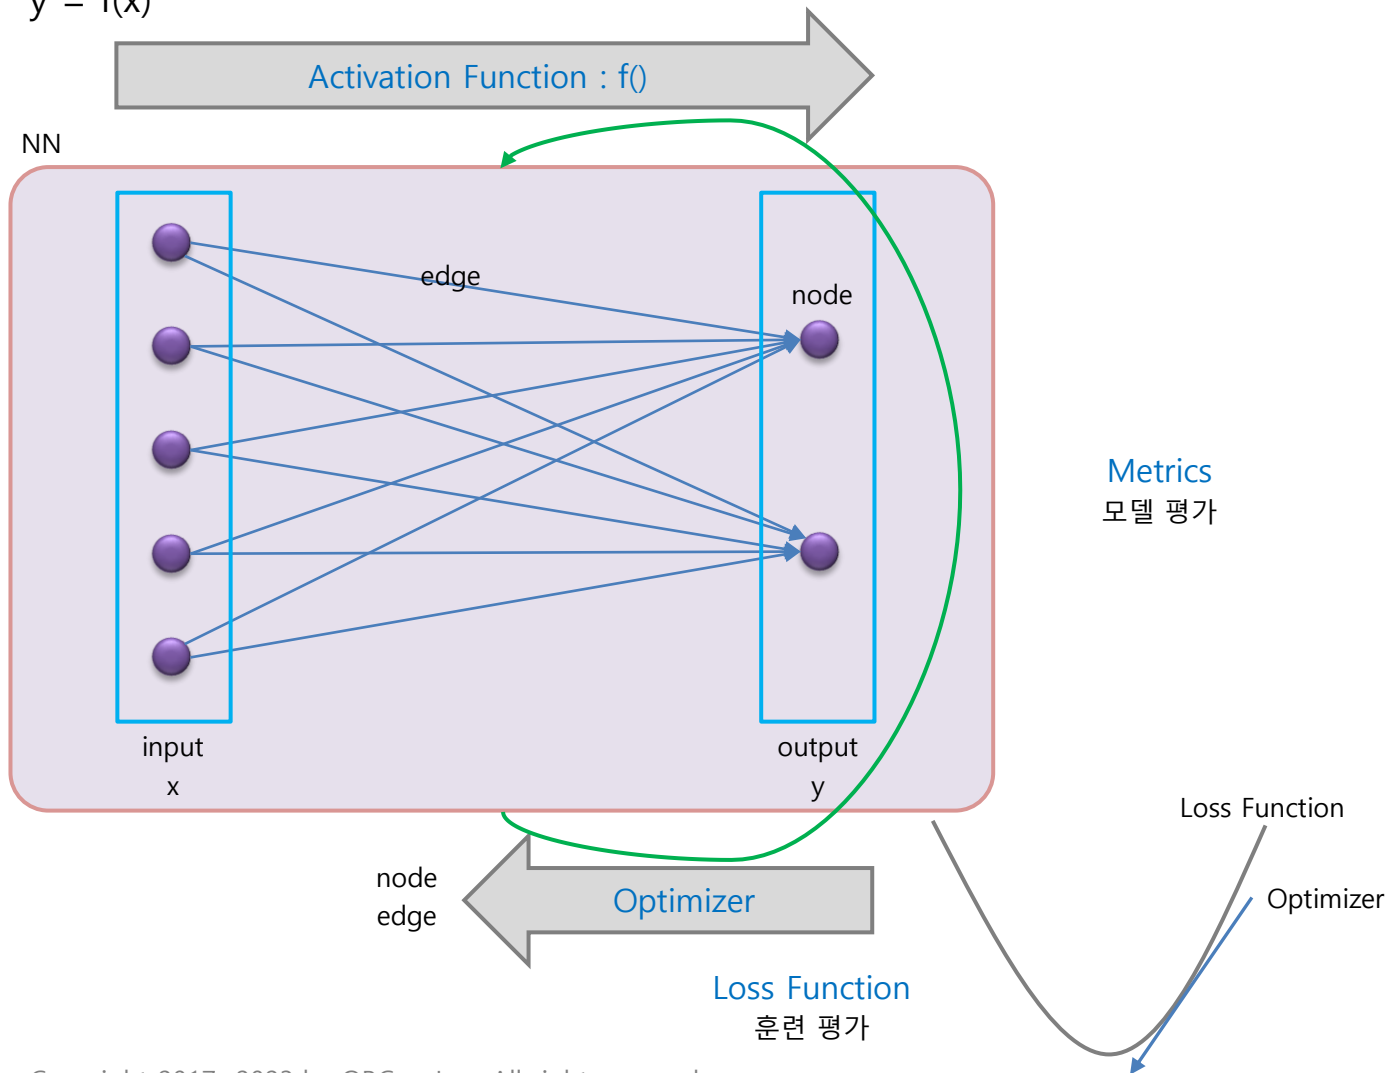 y = f(x)
Activation Function : f()
NN
edge
node
Metrics
모델 평가
input
x
output
y
Loss Function
node
edge
Optimizer
Optimizer
Loss Function
훈련 평가